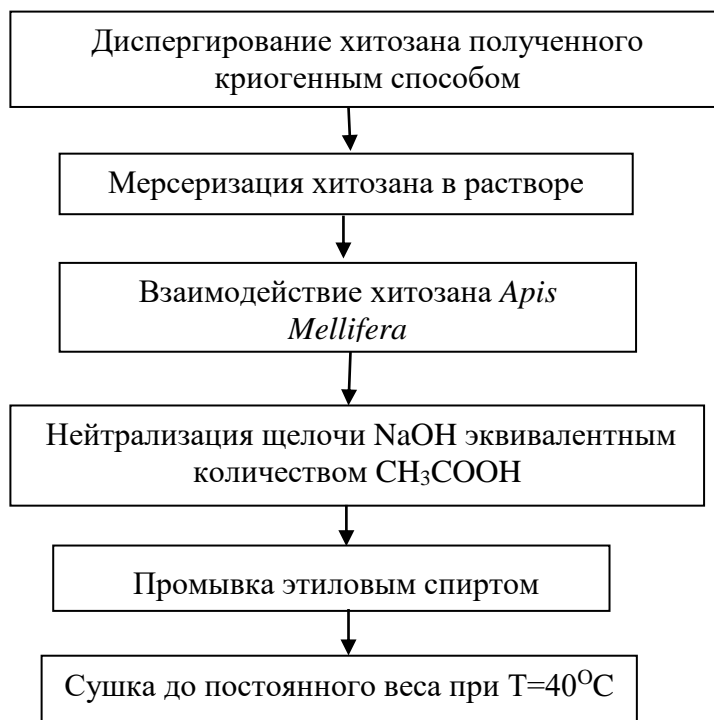 Диспергирование хитозана полученного
криогенным способом
Мерсеризация хитозана в растворе
Взаимодействие хитозана Apis
Mellifera
Нейтрализация щелочи NaOH эквивалентным
количеством CH₃COOH
Промывка этиловым спиртом
Сушка до постоянного веса при T=40ᴼC